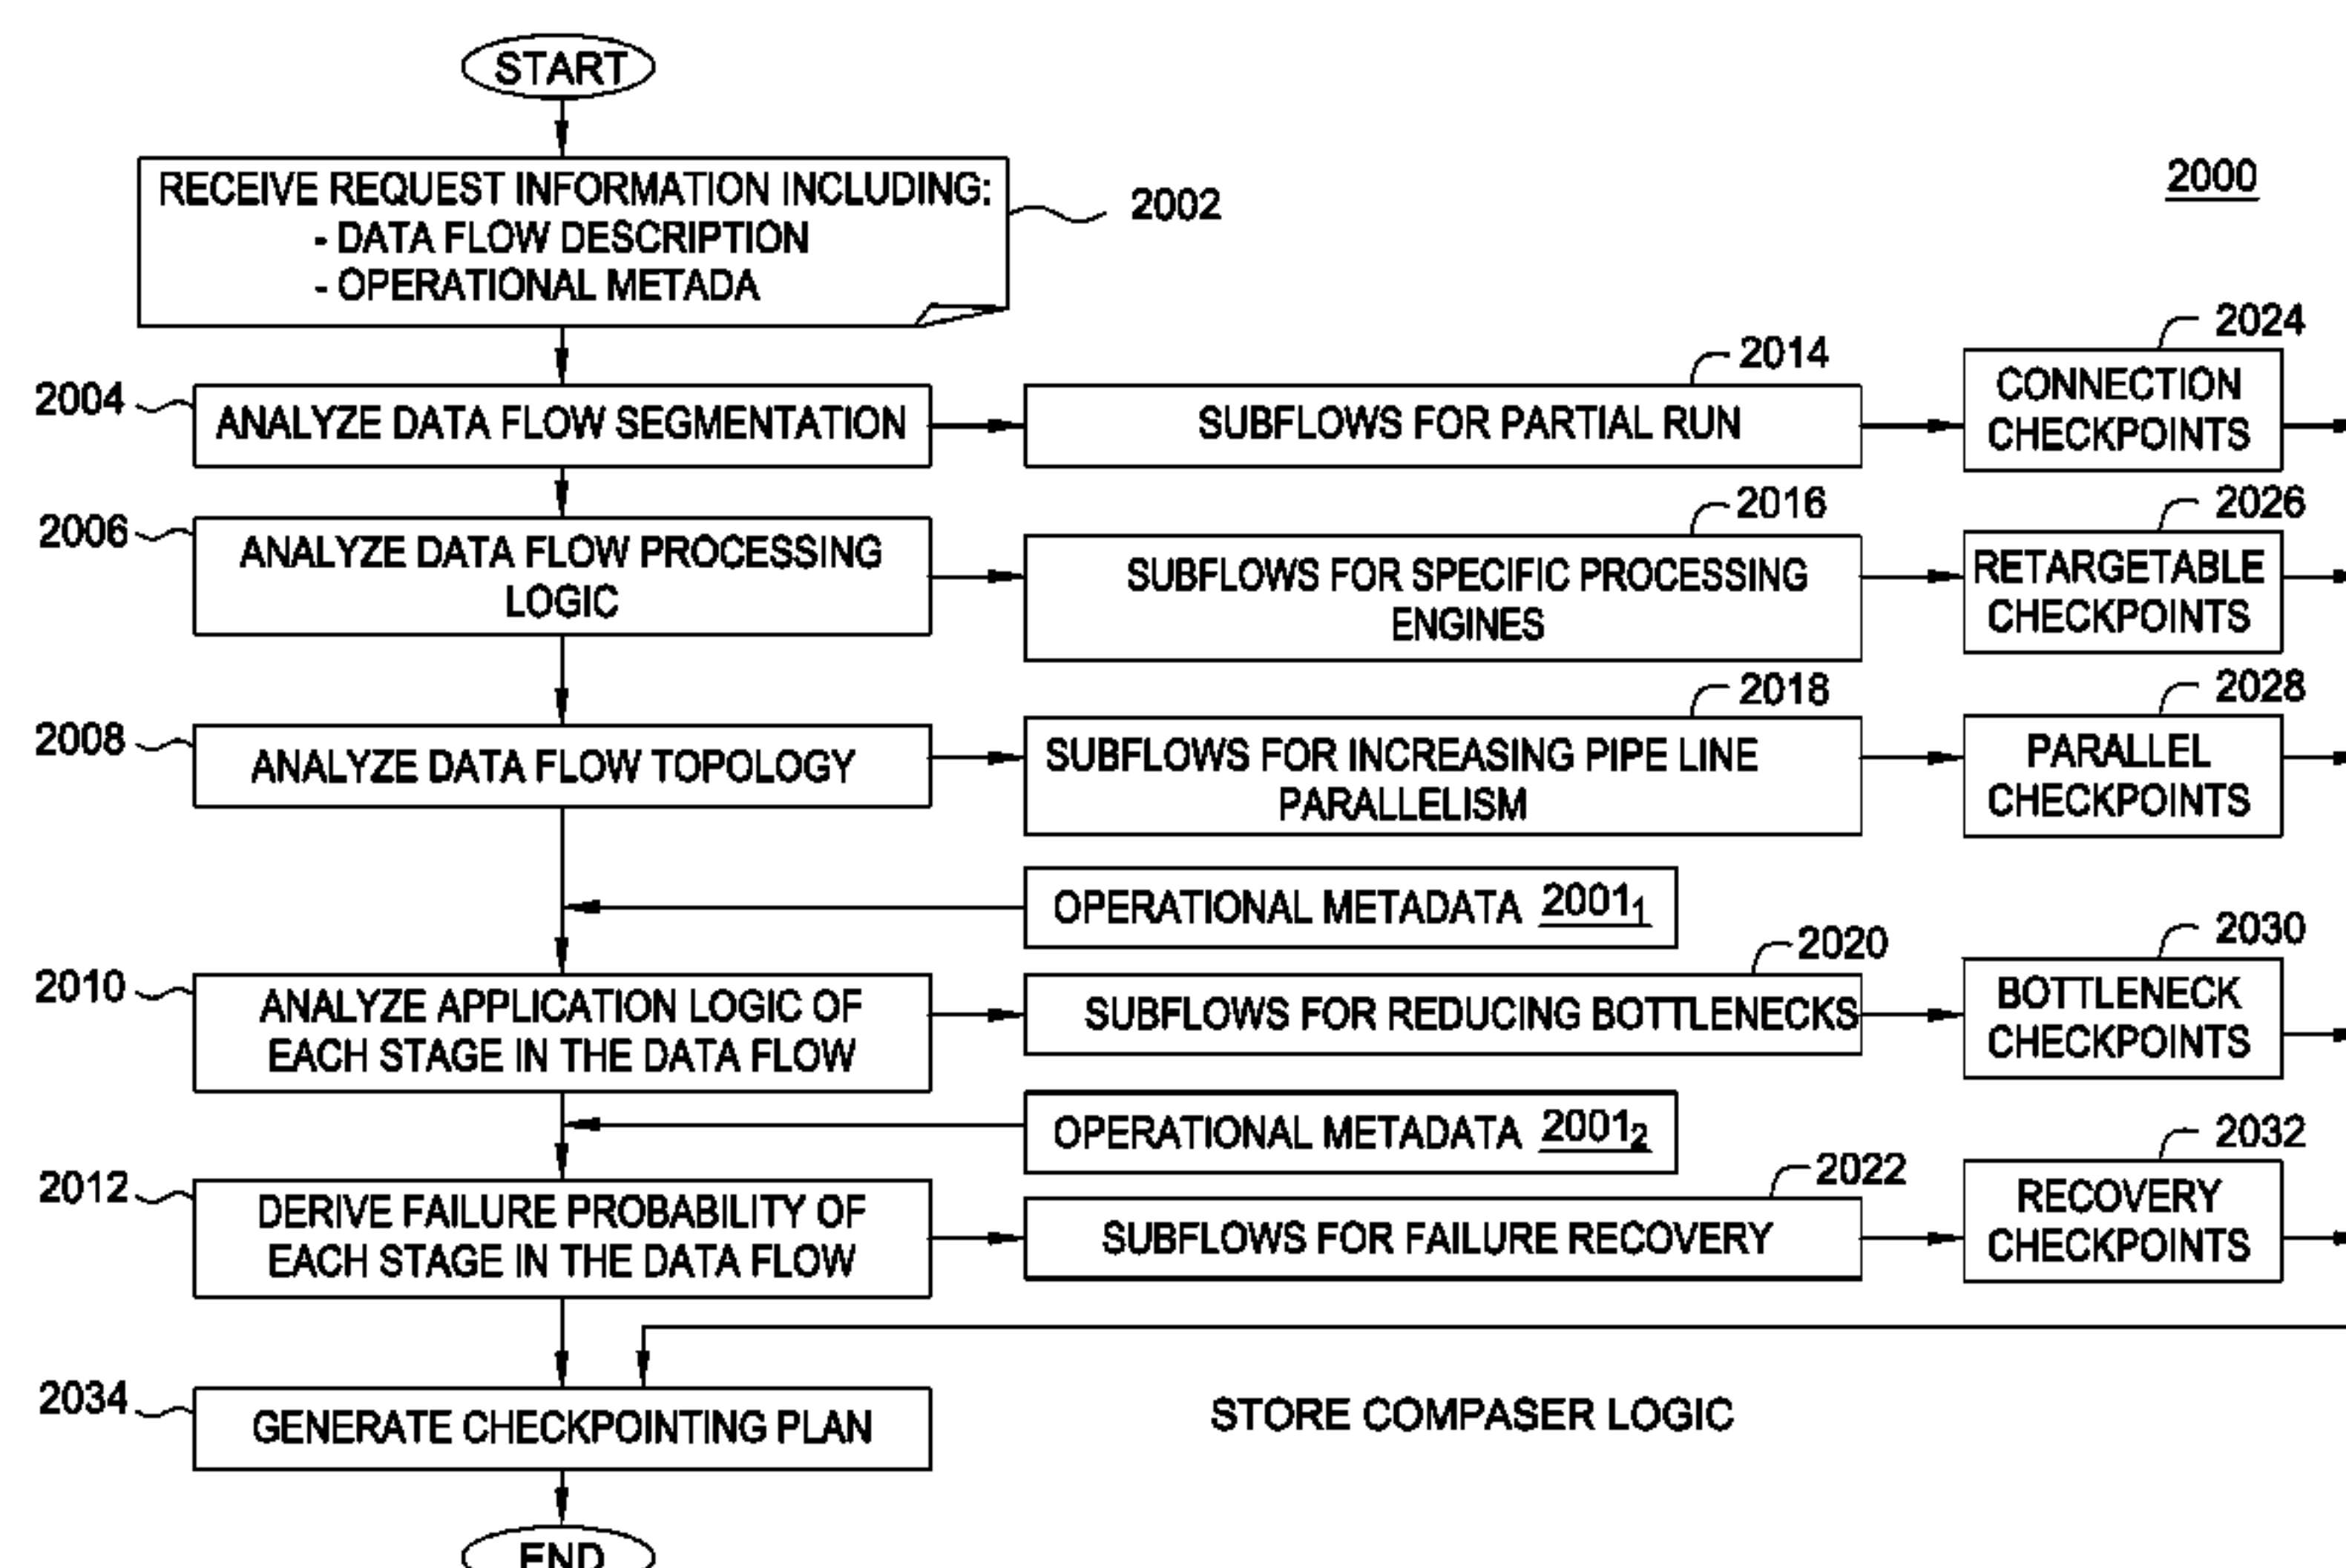 START
RECEIVE REQUEST INFORMATION INCLUDING:
- DATA FLOW DESCRIPTION
- OPERATIONAL METADA
2002
2000
2004
ANALYZE DATA FLOW SEGMENTATION
2014
SUBFLOWS FOR PARTIAL RUN
2024
CONNECTION
CHECKPOINTS
2006
ANALYZE DATA FLOW PROCESSING
LOGIC
2016
SUBFLOWS FOR SPECIFIC PROCESSING
ENGINES
2026
RETARGETABLE
CHECKPOINTS
2008
ANALYZE DATA FLOW TOPOLOGY
2018
SUBFLOWS FOR INCREASING PIPE LINE
PARALLELISM
2028
PARALLEL
CHECKPOINTS
OPERATIONAL METADATA 2001₁
2010
ANALYZE APPLICATION LOGIC OF
EACH STAGE IN THE DATA FLOW
2020
SUBFLOWS FOR REDUCING BOTTLENECKS
2030
BOTTLENECK
CHECKPOINTS
OPERATIONAL METADATA 2001₂
2012
DERIVE FAILURE PROBABILITY OF
EACH STAGE IN THE DATA FLOW
2022
SUBFLOWS FOR FAILURE RECOVERY
2032
RECOVERY
CHECKPOINTS
2034
GENERATE CHECKPOINTING PLAN
STORE COMPASER LOGIC
END